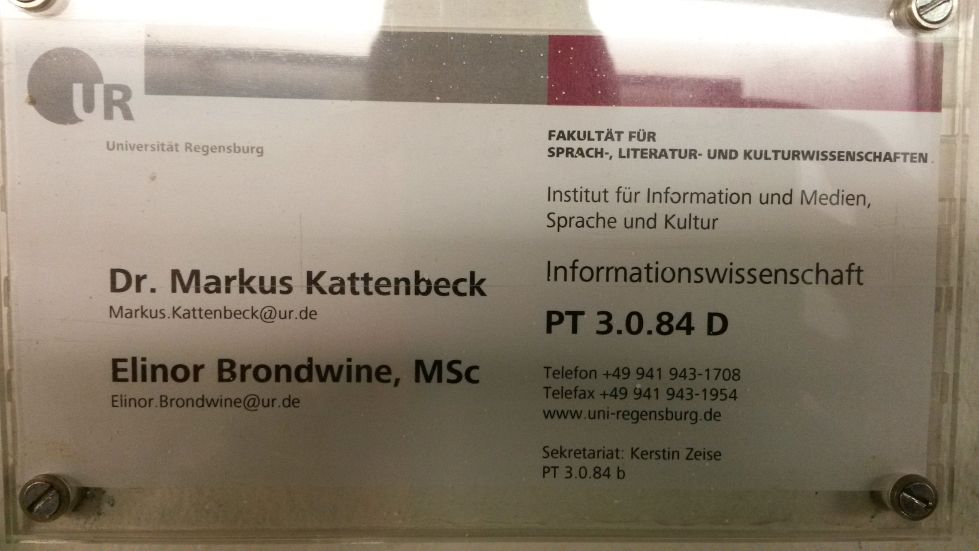 UR
Universität Regensburg
FAKULTÄT FÜR
SPRACH-, LITERATUR- UND KULTURWISSENSCHAFTEN
Institut für Information und Medien,
Sprache und Kultur
Dr. Markus Kattenbeck
Markus.Kattenbeck@ur.de
Elinor Brondwine, MSc
Elinor.Brondwine@ur.de
Informationswissenschaft
PT 3.0.84 D
Telefon +49 941 943-1708
Telefax +49 941 943-1954
www.uni-regensburg.de
Sekretariat: Kerstin Zeise
PT 3.0.84 b